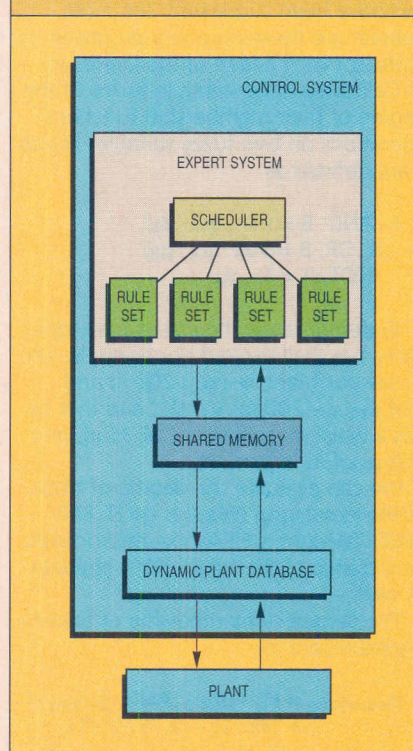 CONTROL SYSTEM
EXPERT SYSTEM
SCHEDULER
RULE
SET
RULE
SET
RULE
SET
RULE
SET
SHARED MEMORY
DYNAMIC PLANT DATABASE
PLANT